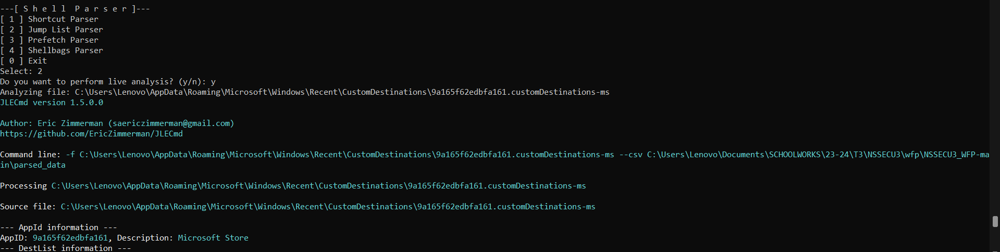 ---[ S h e l l  P a r s e r ]---
[ 1 ] Shortcut Parser
[ 2 ] Jump List Parser
[ 3 ] Prefetch Parser
[ 4 ] Shellbags Parser
[ 0 ] Exit
Select: 2
Do you want to perform live analysis? (y/n): y
Analyzing file: C:\Users\Lenovo\AppData\Roaming\Microsoft\Windows\Recent\CustomDestinations\9a165f62edbfa161.customDestinations-ms
JLECmd version 1.5.0.0
Author: Eric Zimmerman (saericzimmerman@gmail.com)
https://github.com/EricZimmerman/JLECmd
Command line: -f C:\Users\Lenovo\AppData\Roaming\Microsoft\Windows\Recent\CustomDestinations\9a165f62edbfa161.customDestinations-ms --csv C:\Users\Lenovo\Documents\SCHOOLWORKS\23-24\T3\NSSECU3\wfp\NSSECU3_WFP-ma
in\parsed_data
Processing C:\Users\Lenovo\AppData\Roaming\Microsoft\Windows\Recent\CustomDestinations\9a165f62edbfa161.customDestinations-ms
Source file: C:\Users\Lenovo\AppData\Roaming\Microsoft\Windows\Recent\CustomDestinations\9a165f62edbfa161.customDestinations-ms
--- AppId information ---
AppID: 9a165f62edbfa161, Description: Microsoft Store
--- DestList information ---